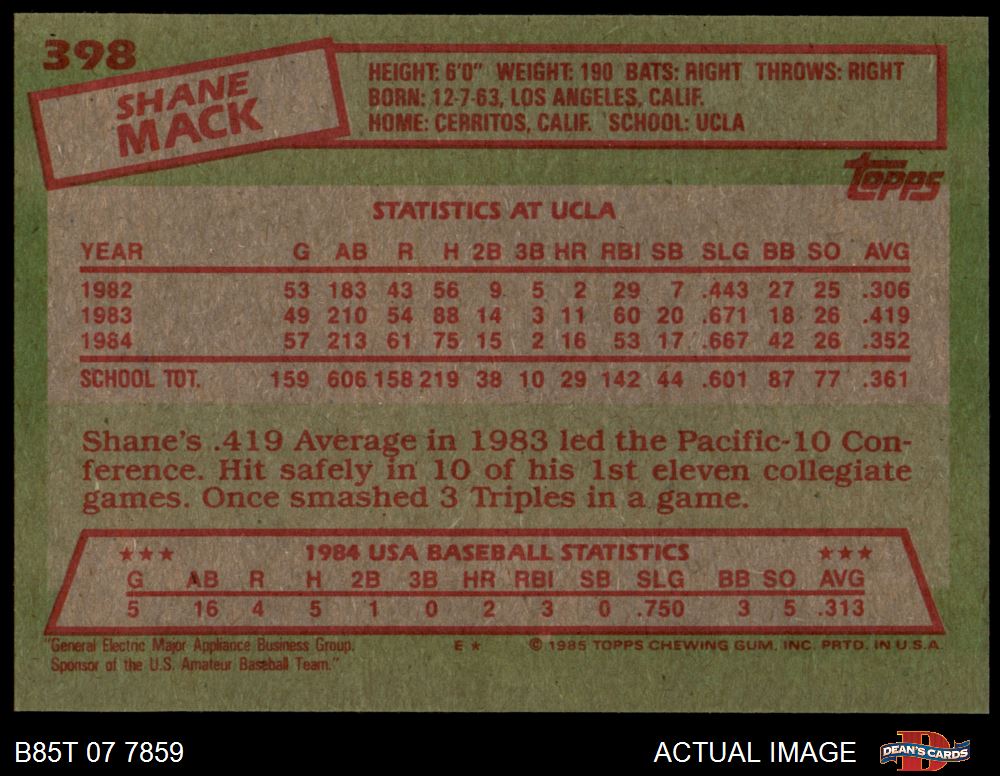 398
SHANE
MACK
HEIGHT: 6'0" WEIGHT: 190 BATS: RIGHT THROWS: RIGHT
BORN: 12-7-63, LOS ANGELES, CALIF.
HOME: CERRITOS, CALIF. SCHOOL: UCLA
TOPPS
STATISTICS AT UCLA
YEAR G AB R H 2B 3B HR RBI SB SLG BB SO AVG
1982 53 183 43 56 9 5 2 29 7 .443 27 25 .306
1983 49 210 54 88 14 3 11 60 20 .671 18 26 .419
1984 57 213 61 75 15 2 16 53 17 .667 42 26 .352
SCHOOL TOT. 159 606 158 219 38 10 29 142 44 .601 87 77 .361
Shane's .419 Average in 1983 led the Pacific-10 Con-
ference. Hit safely in 10 of his 1st eleven collegiate
games. Once smashed 3 Triples in a game.
★★★ 1984 USA BASEBALL STATISTICS ★★★
G AB R H 2B 3B HR RBI SB SLG BB SO AVG
5 16 4 5 1 0 2 3 0 .750 3 5 .313
"General Electric Major Appliance Business Group.
Sponsor of the U.S. Amateur Baseball Team."
E ★ © 1985 TOPPS CHEWING GUM, INC. PRTD. IN U.S.A.
B85T 07 7859
ACTUAL IMAGE
D
DEAN'S CARDS